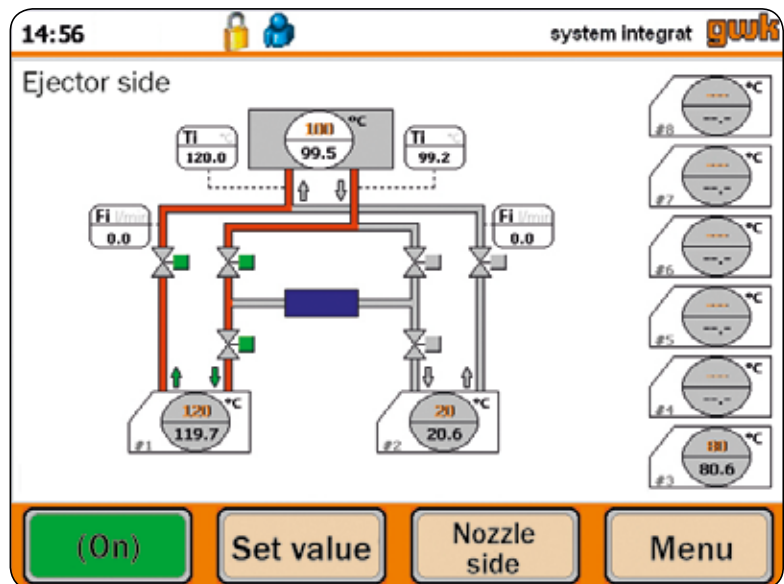 14:56
system integrat gwk
Ejector side
100 °C
99.5
Ti °C
120.0
Ti °C
99.2
Fi l/min
0.0
Fi l/min
0.0
120 °C
119.7
#1
20 °C
20.6
#2
---- °C
--.-
#8
---- °C
--.-
#7
---- °C
--.-
#6
---- °C
--.-
#5
---- °C
--.-
#4
80 °C
80.6
#3
(On)
Set value
Nozzle
side
Menu